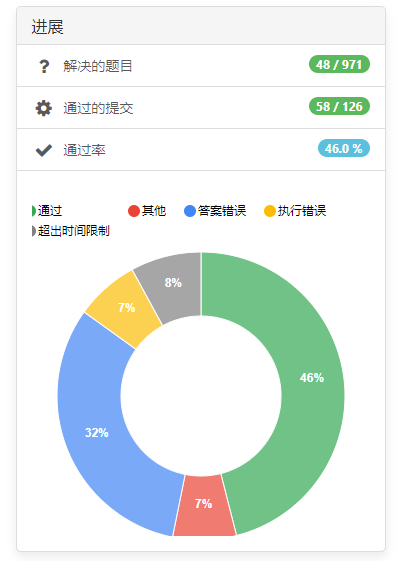 进展
解决的题目 48 / 971
通过的提交 58 / 126
通过率 46.0 %
通过 其他 答案错误 执行错误
超出时间限制
8%
7%
46%
32%
7%